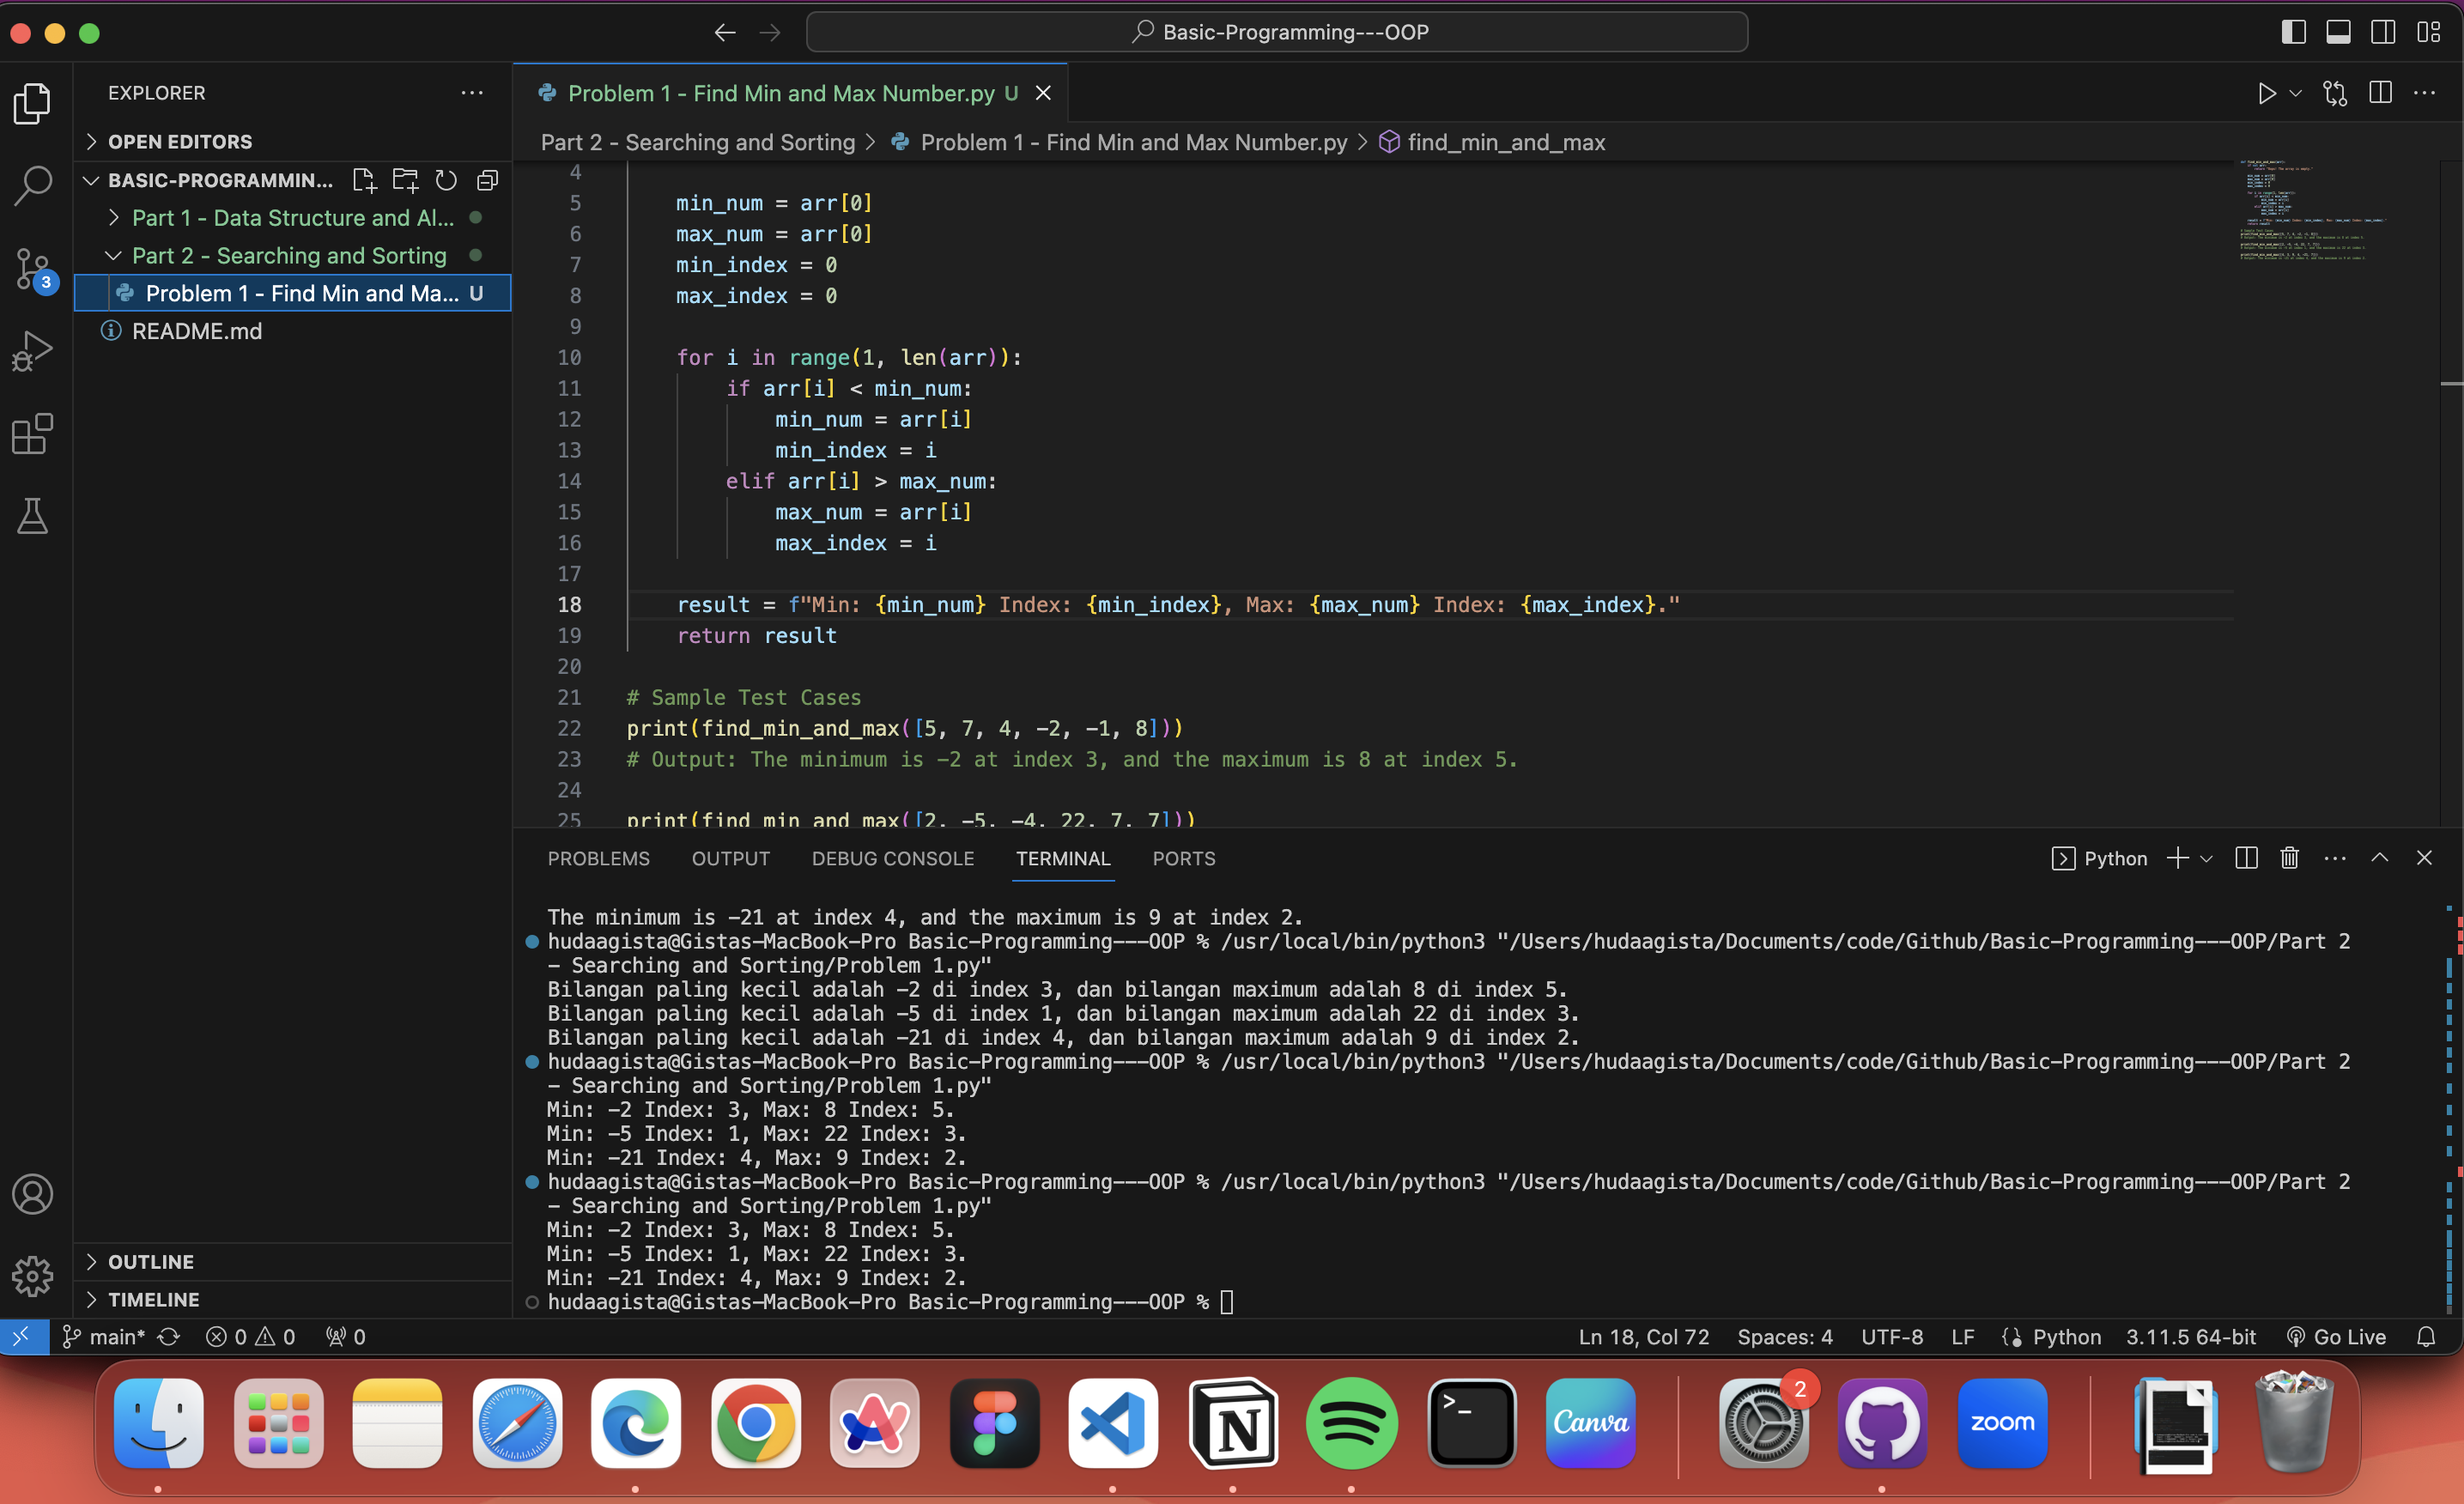 Basic-Programming---OOP
EXPLORER
OPEN EDITORS
BASIC-PROGRAMMIN...
Part 1 - Data Structure and Al...
Part 2 - Searching and Sorting
Problem 1 - Find Min and Ma... U
README.md
OUTLINE
TIMELINE
3
Problem 1 - Find Min and Max Number.py U
Part 2 - Searching and Sorting > Problem 1 - Find Min and Max Number.py > find_min_and_max
4
5 min_num = arr[0]
6 max_num = arr[0]
7 min_index = 0
8 max_index = 0
9
10 for i in range(1, len(arr)):
11 if arr[i] < min_num:
12 min_num = arr[i]
13 min_index = i
14 elif arr[i] > max_num:
15 max_num = arr[i]
16 max_index = i
17
18 result = f"Min: {min_num} Index: {min_index}, Max: {max_num} Index: {max_index}."
19 return result
20
21 # Sample Test Cases
22 print(find_min_and_max([5, 7, 4, -2, -1, 8]))
23 # Output: The minimum is -2 at index 3, and the maximum is 8 at index 5.
24
25 print(find_min_and_max([2, -5, -4, 22, 7, 7]))
PROBLEMS OUTPUT DEBUG CONSOLE TERMINAL PORTS
Python
The minimum is -21 at index 4, and the maximum is 9 at index 2.
hudaagista@Gistas-MacBook-Pro Basic-Programming---OOP % /usr/local/bin/python3 "/Users/hudaagista/Documents/code/Github/Basic-Programming---OOP/Part 2
- Searching and Sorting/Problem 1.py"
Bilangan paling kecil adalah -2 di index 3, dan bilangan maximum adalah 8 di index 5.
Bilangan paling kecil adalah -5 di index 1, dan bilangan maximum adalah 22 di index 3.
Bilangan paling kecil adalah -21 di index 4, dan bilangan maximum adalah 9 di index 2.
hudaagista@Gistas-MacBook-Pro Basic-Programming---OOP % /usr/local/bin/python3 "/Users/hudaagista/Documents/code/Github/Basic-Programming---OOP/Part 2
- Searching and Sorting/Problem 1.py"
Min: -2 Index: 3, Max: 8 Index: 5.
Min: -5 Index: 1, Max: 22 Index: 3.
Min: -21 Index: 4, Max: 9 Index: 2.
hudaagista@Gistas-MacBook-Pro Basic-Programming---OOP % /usr/local/bin/python3 "/Users/hudaagista/Documents/code/Github/Basic-Programming---OOP/Part 2
- Searching and Sorting/Problem 1.py"
Min: -2 Index: 3, Max: 8 Index: 5.
Min: -5 Index: 1, Max: 22 Index: 3.
Min: -21 Index: 4, Max: 9 Index: 2.
hudaagista@Gistas-MacBook-Pro Basic-Programming---OOP %
main* 0 0 0 Ln 18, Col 72 Spaces: 4 UTF-8 LF Python 3.11.5 64-bit Go Live
Canva 2 zoom